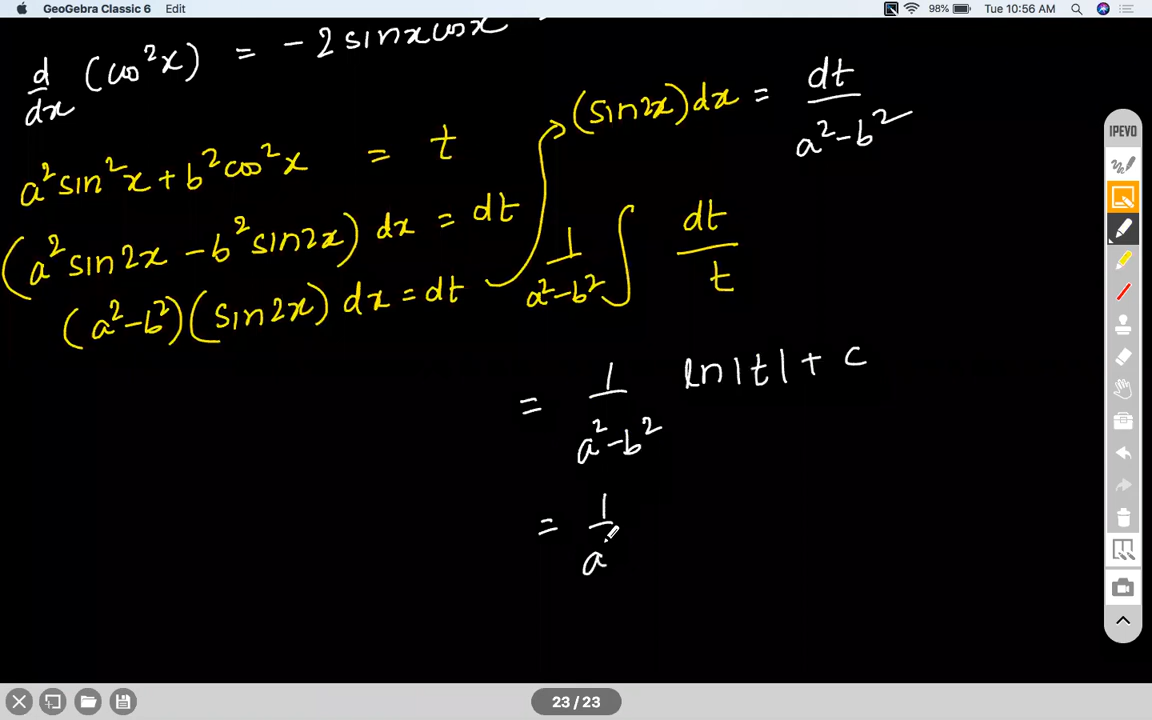 GeoGebra Classic 6 Edit 98% Tue 10:56 AM
d/dx (cos²x) = -2 sinx cosx
a²sin²x + b²cos²x = t
(a²sin2x - b²sin2x) dx = dt
(a²-b²)(sin2x) dx = dt
(sin2x) dx = dt/(a²-b²)
1/(a²-b²) ∫ dt/t
= 1/(a²-b²) ln|t| + c
= 1/a
IPEVO
23 / 23